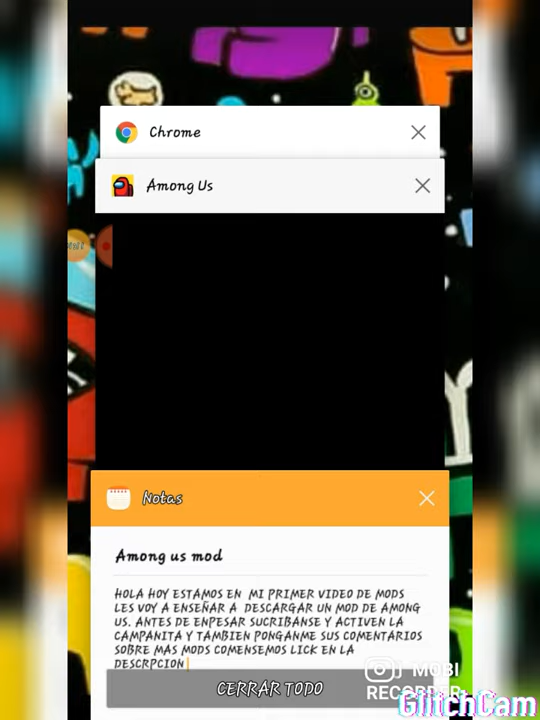 Chrome
Among Us
Notas
Among us mod
HOLA HOY ESTAMOS EN MI PRIMER VIDEO DE MODS
LES VOY A ENSEÑAR A DESCARGAR UN MOD DE AMONG
US. ANTES DE ENPESAR SUCRIBANSE Y ACTIVEN LA
CAMPANITA Y TAMBIEN PONGANME SUS COMENTARIOS
SOBRE MAS MODS COMENSEMOS LICK EN LA
DESCRPCION
CERRAR TODO
MOBI
RECORDER
GlitchCam